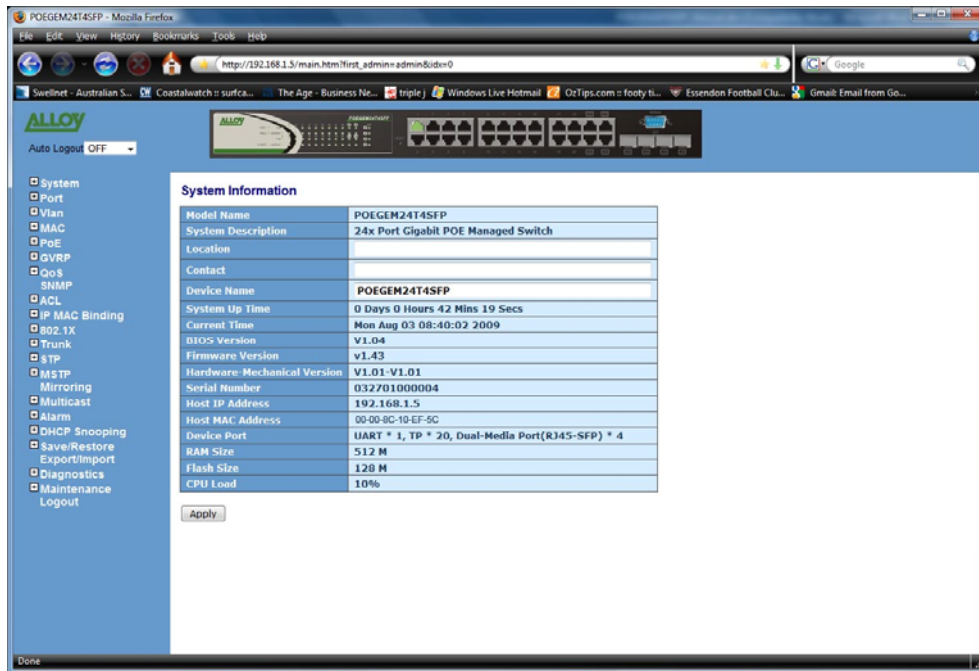 POEGEM24T4SFP - Mozilla Firefox
File Edit View History Bookmarks Tools Help
http://192.168.1.5/main.htm?first_admin=admin&idx=0
Google
Swellnet - Australian S... Coastalwatch :: surfca... The Age - Business Ne... triple j Windows Live Hotmail OzTips.com :: footy ti... Essendon Football Clu... Gmail: Email from Go...
ALLOY
Auto Logout OFF
ALLOY
System
Port
Vlan
MAC
PoE
GVRP
QoS
SNMP
ACL
IP MAC Binding
802.1X
Trunk
STP
MSTP
Mirroring
Multicast
Alarm
DHCP Snooping
Save/Restore
Export/Import
Diagnostics
Maintenance
Logout
System Information
Model Name POEGEM24T4SFP
System Description 24x Port Gigabit POE Managed Switch
Location
Contact
Device Name POEGEM24T4SFP
System Up Time 0 Days 0 Hours 42 Mins 19 Secs
Current Time Mon Aug 03 08:40:02 2009
BIOS Version V1.04
Firmware Version v1.43
Hardware-Mechanical Version V1.01-V1.01
Serial Number 032701000004
Host IP Address 192.168.1.5
Host MAC Address 00-00-8C-10-EF-5C
Device Port UART * 1, TP * 20, Dual-Media Port(RJ45-SFP) * 4
RAM Size 512 M
Flash Size 128 M
CPU Load 10%
Apply
Done